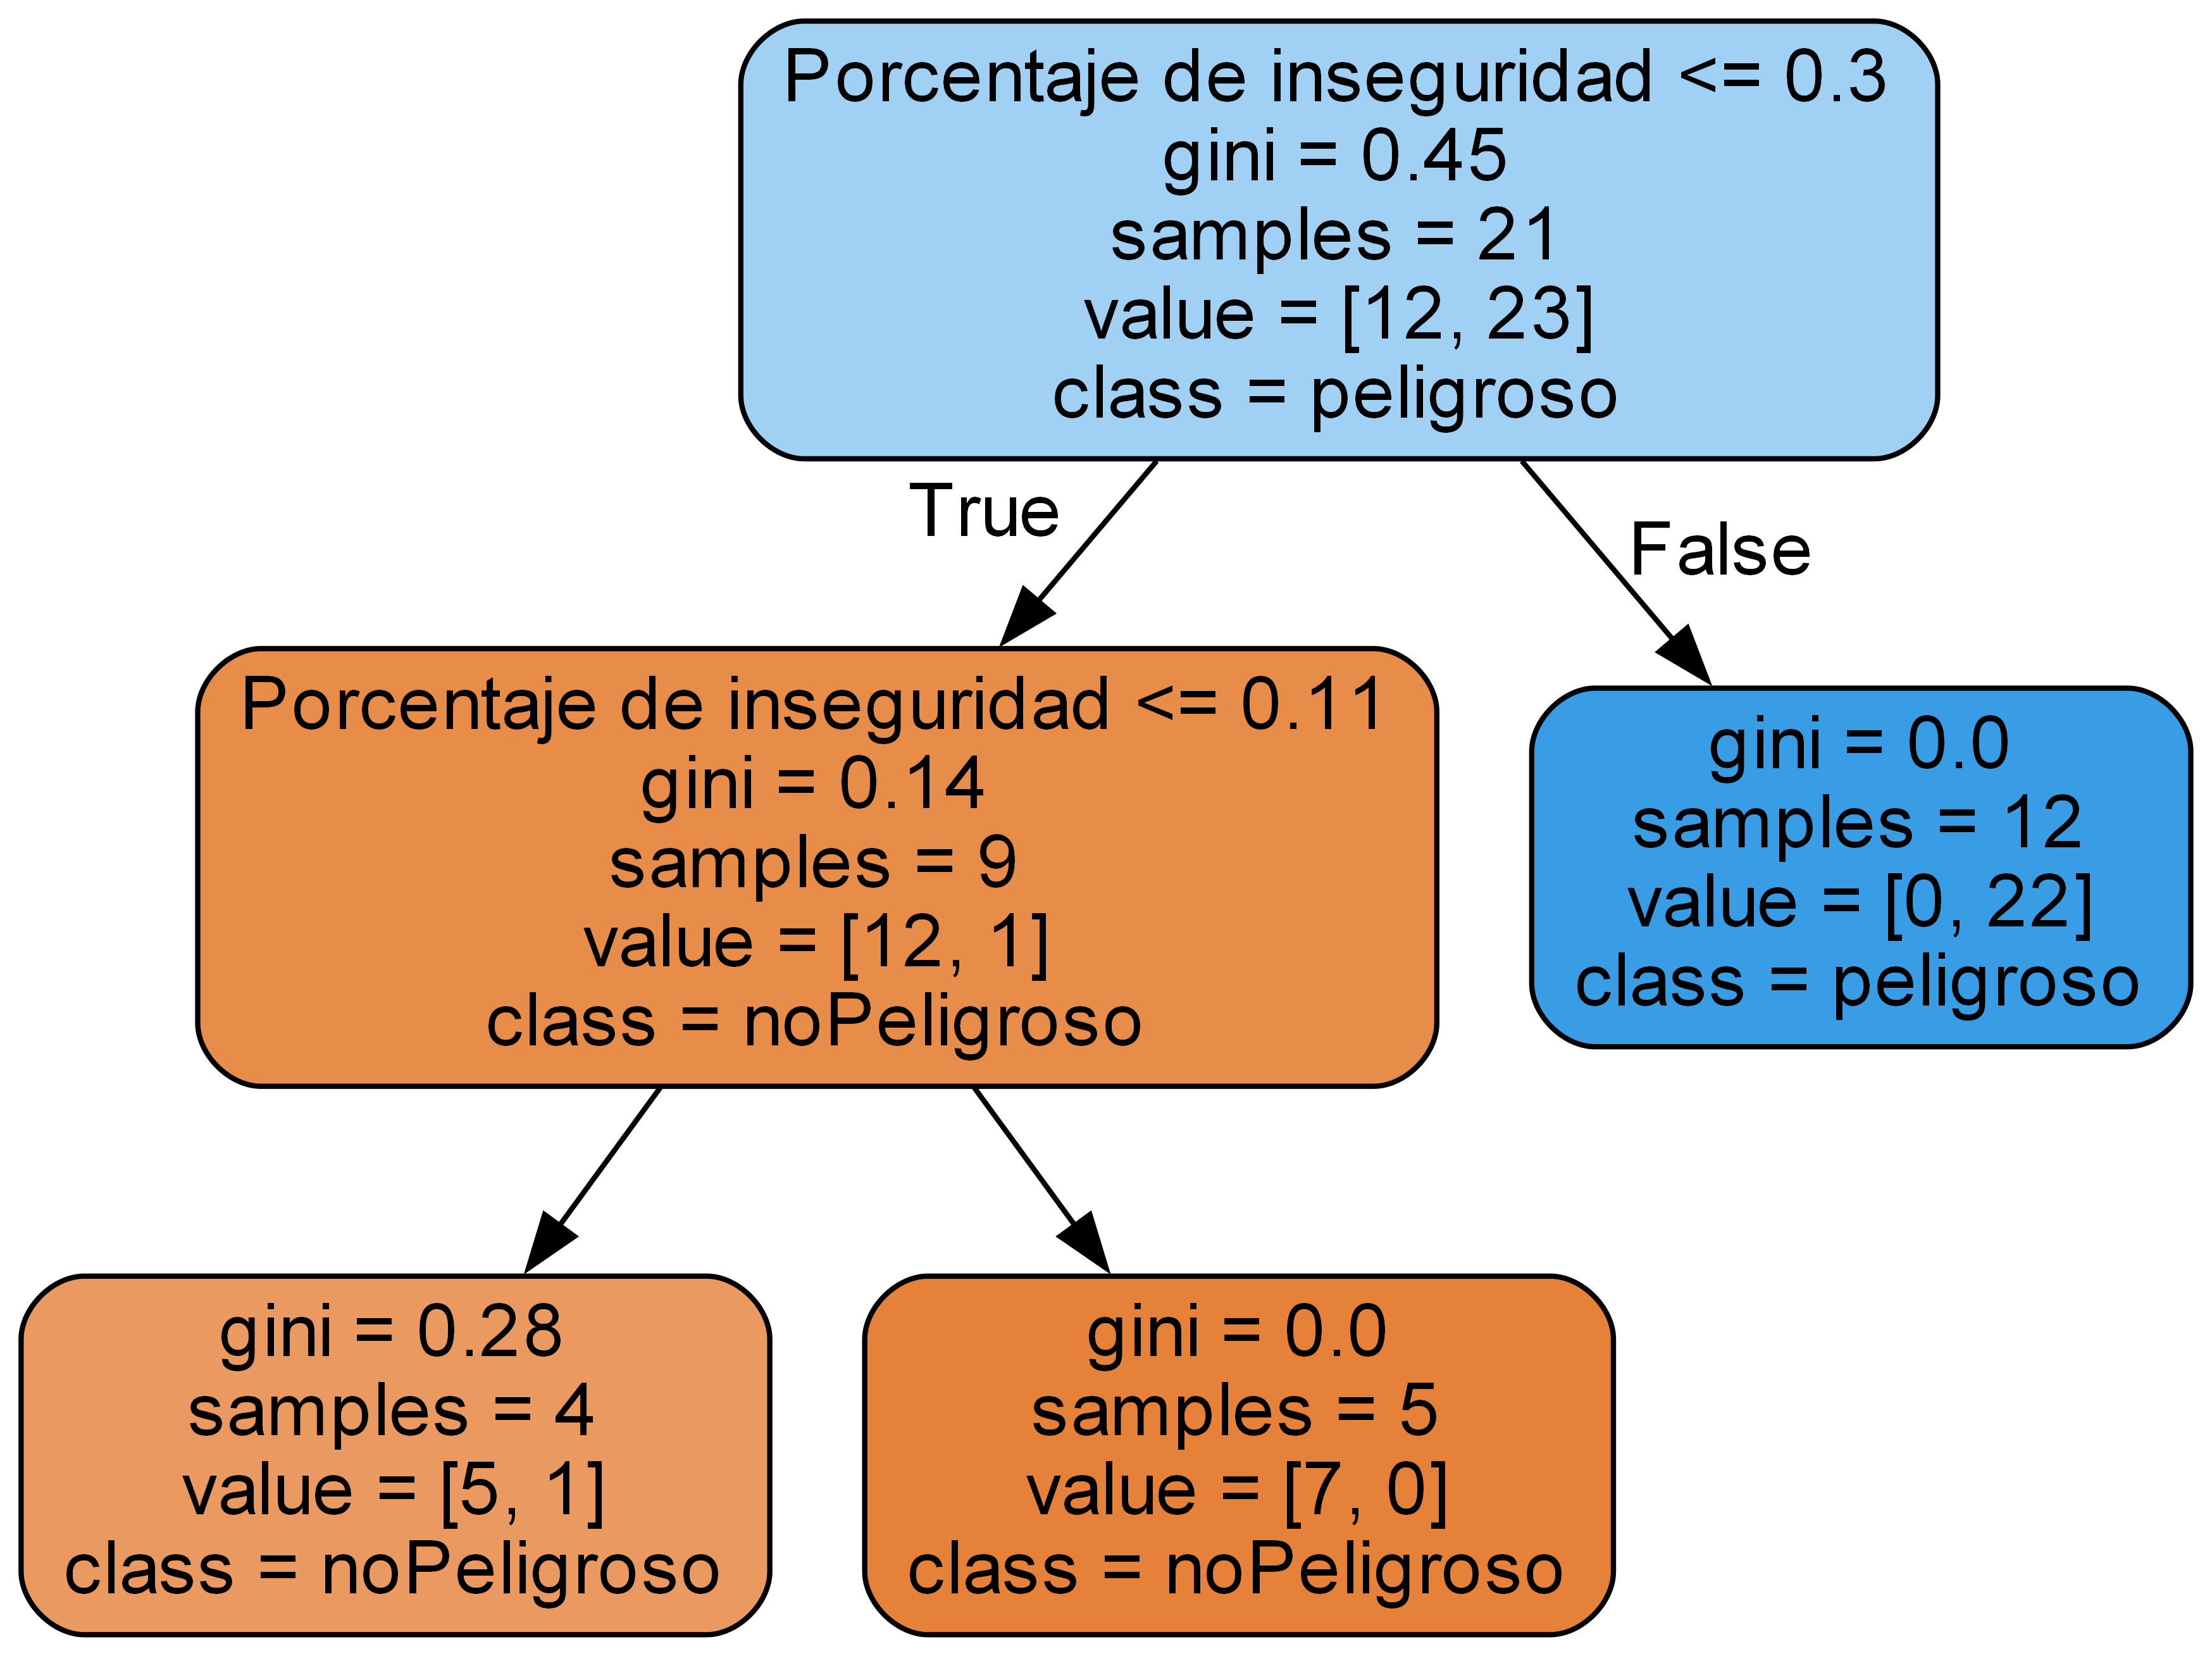 Porcentaje de inseguridad <= 0.3
gini = 0.45
samples = 21
value = [12, 23]
class = peligroso
True
False
Porcentaje de inseguridad <= 0.11
gini = 0.14
samples = 9
value = [12, 1]
class = noPeligroso
gini = 0.0
samples = 12
value = [0, 22]
class = peligroso
gini = 0.28
samples = 4
value = [5, 1]
class = noPeligroso
gini = 0.0
samples = 5
value = [7, 0]
class = noPeligroso